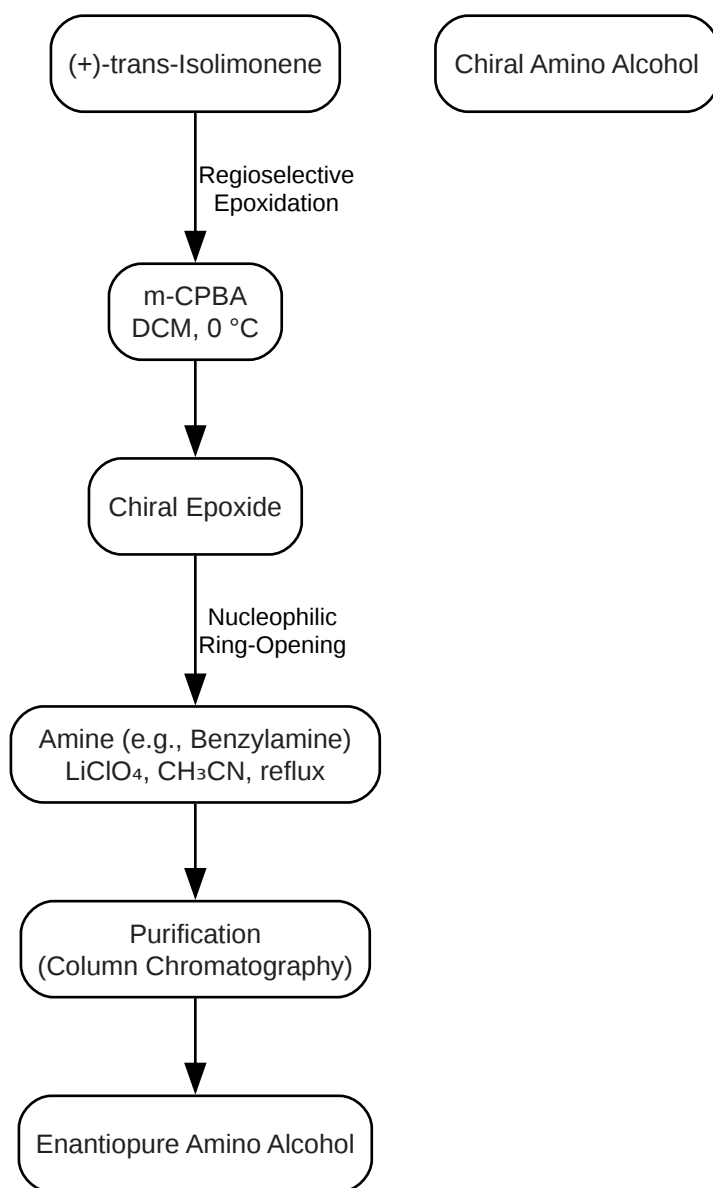 (+)-trans-Isolimonene
Chiral Amino Alcohol
Regioselective
Epoxidation
m-CPBA
DCM, 0 °C
Chiral Epoxide
Nucleophilic
Ring-Opening
Amine (e.g., Benzylamine)
LiClO₄, CH₃CN, reflux
Purification
(Column Chromatography)
Enantiopure Amino Alcohol